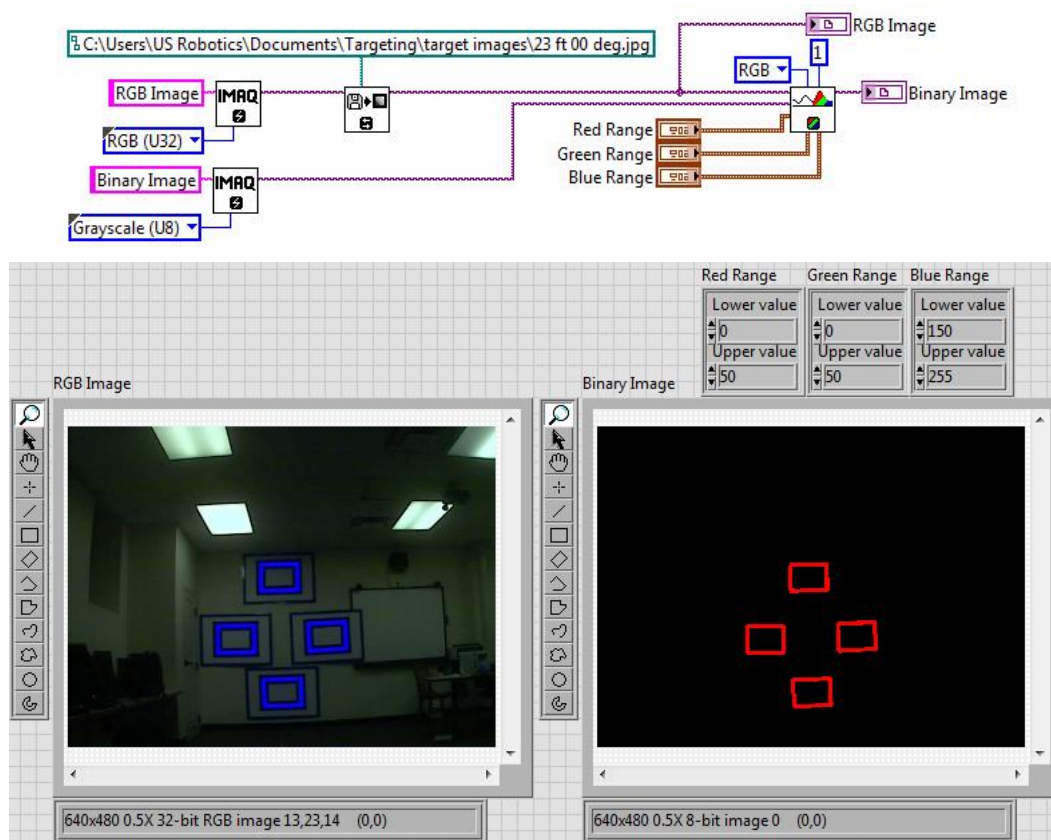 C:\Users\US Robotics\Documents\Targeting\target images\23 ft 00 deg.jpg
RGB Image
1
RGB
RGB Image
IMAQ
Binary Image
RGB (U32)
Red Range
Green Range
Binary Image
IMAQ
Blue Range
Grayscale (U8)
Red Range Green Range Blue Range
Lower value Lower value Lower value
0 0 150
Upper value Upper value Upper value
50 50 255
RGB Image
Binary Image
640x480 0.5X 32-bit RGB image 13,23,14 (0,0)
640x480 0.5X 8-bit image 0 (0,0)